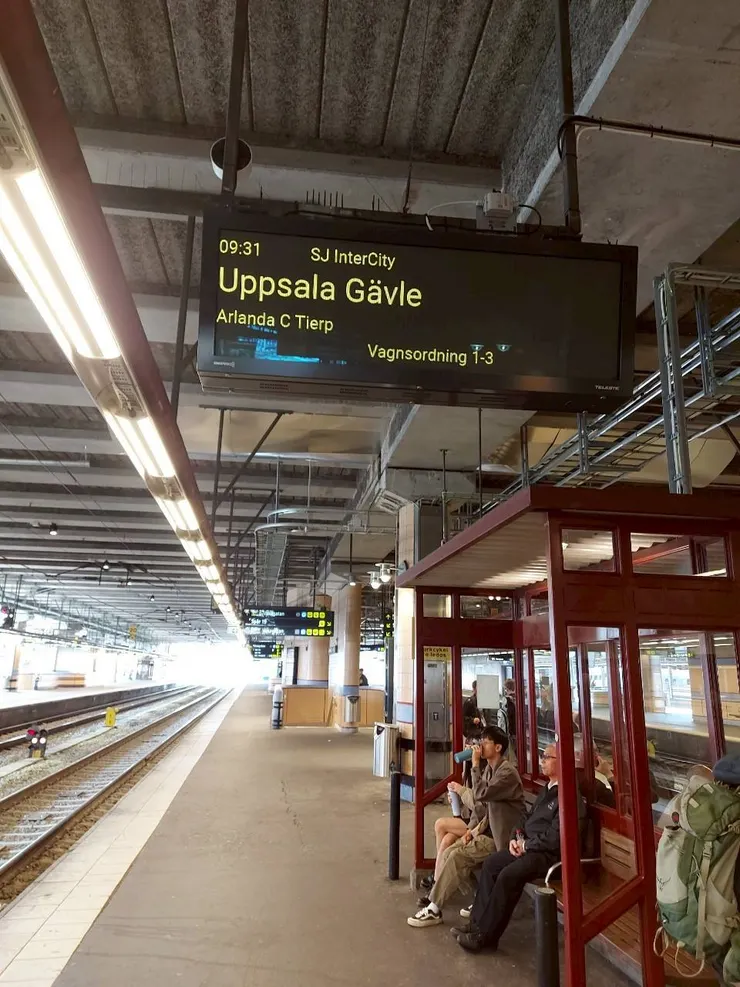 09:31 SJ InterCity
Uppsala Gävle
Arlanda C Tierp
Vagnsordning 1-3